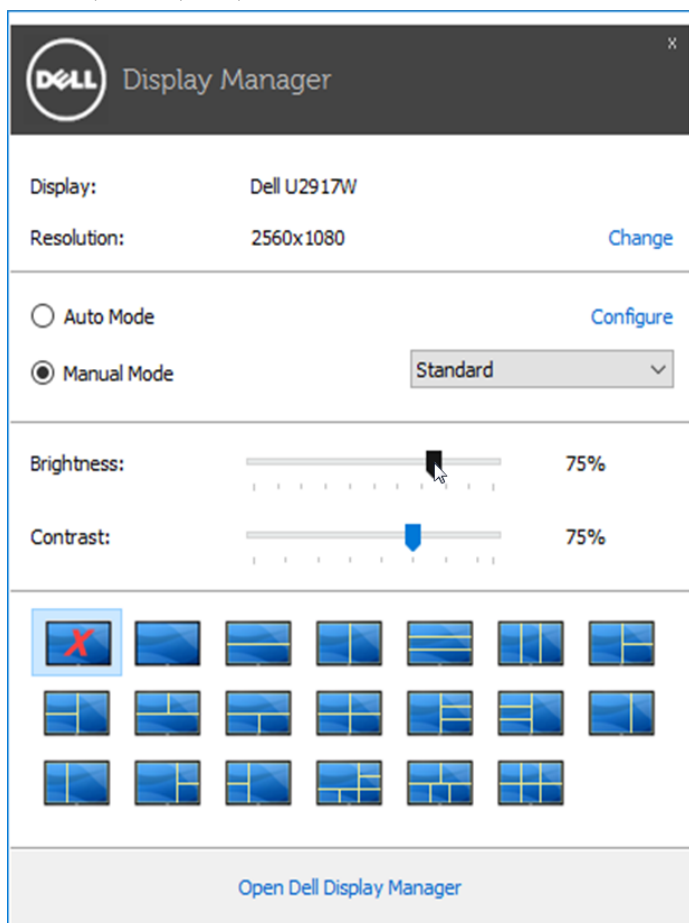 DELL Display Manager x
Display: Dell U2917W
Resolution: 2560x1080 Change
Auto Mode Configure
Manual Mode Standard
Brightness: 75%
Contrast: 75%
Open Dell Display Manager